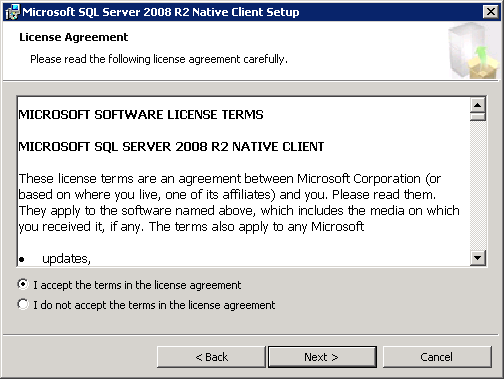 Microsoft SQL Server 2008 R2 Native Client Setup
License Agreement
Please read the following license agreement carefully.
MICROSOFT SOFTWARE LICENSE TERMS
MICROSOFT SQL SERVER 2008 R2 NATIVE CLIENT
These license terms are an agreement between Microsoft Corporation (or
based on where you live, one of its affiliates) and you. Please read them.
They apply to the software named above, which includes the media on which
you received it, if any. The terms also apply to any Microsoft
• updates,
I accept the terms in the license agreement
I do not accept the terms in the license agreement
< Back
Next >
Cancel